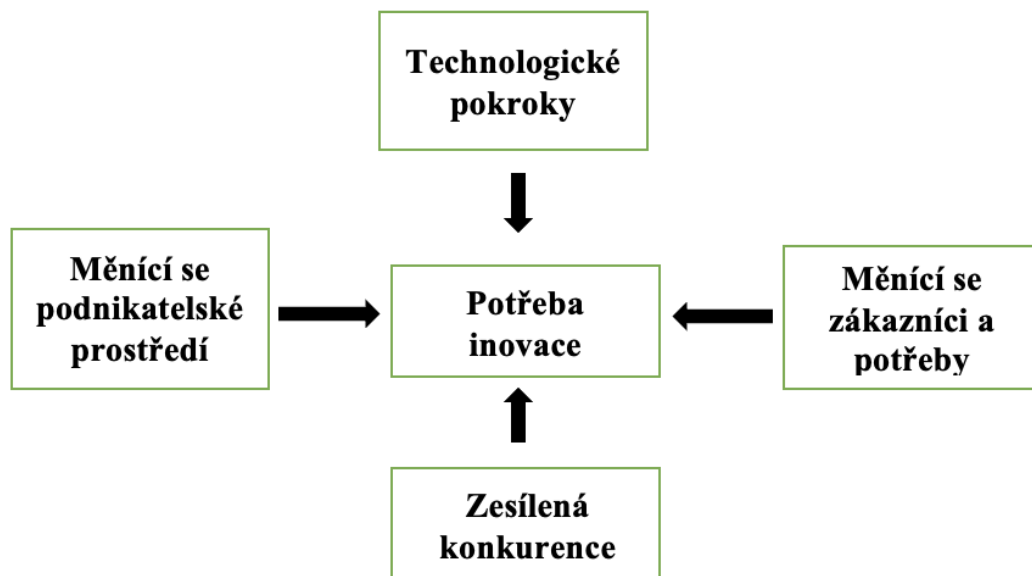 Technologické
pokroky
Měnící se
podnikatelské
prostředí
Potřeba
inovace
Měnící se
zákazníci a
potřeby
Zesílená
konkurence